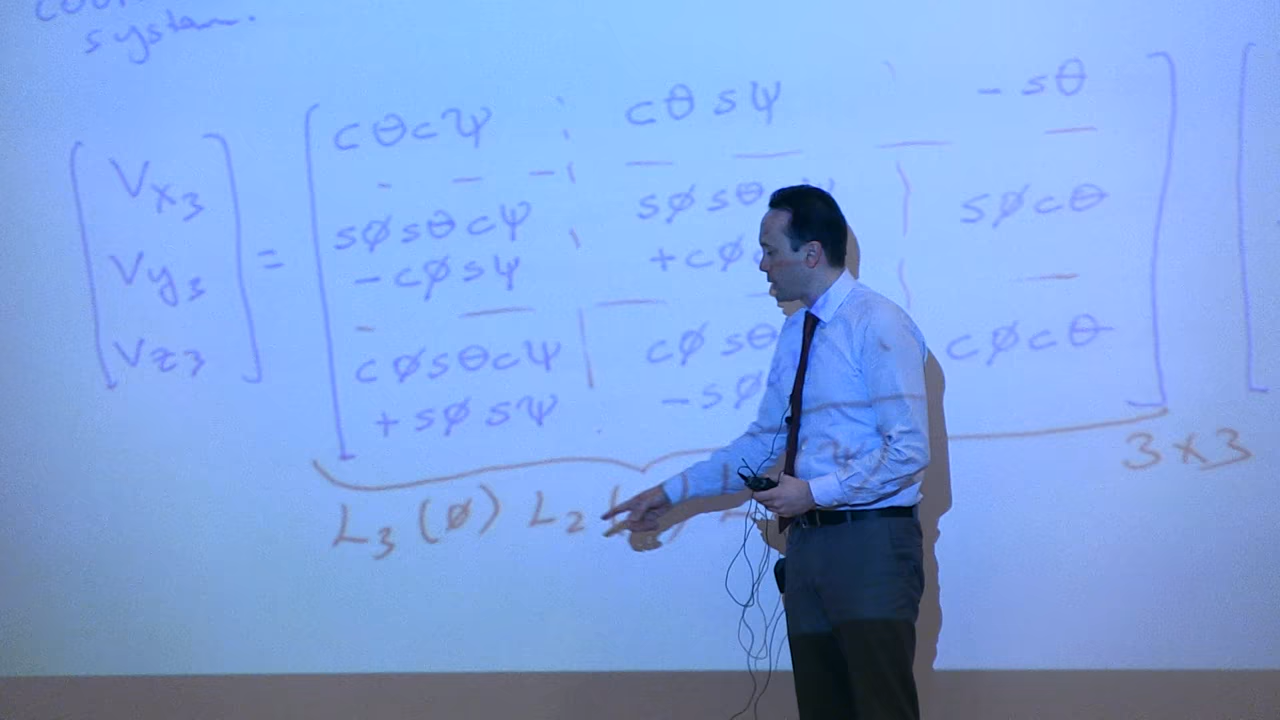 system.
cθcψ cθsψ - sθ
Vx3
sϕsθcψ sϕsθ sϕcθ
Vy3 = - cϕsψ +cϕ
Vz3 cϕsθcψ cϕsθ cϕcθ
+ sϕsψ -sϕ
3x3
L3 (ϕ) L2